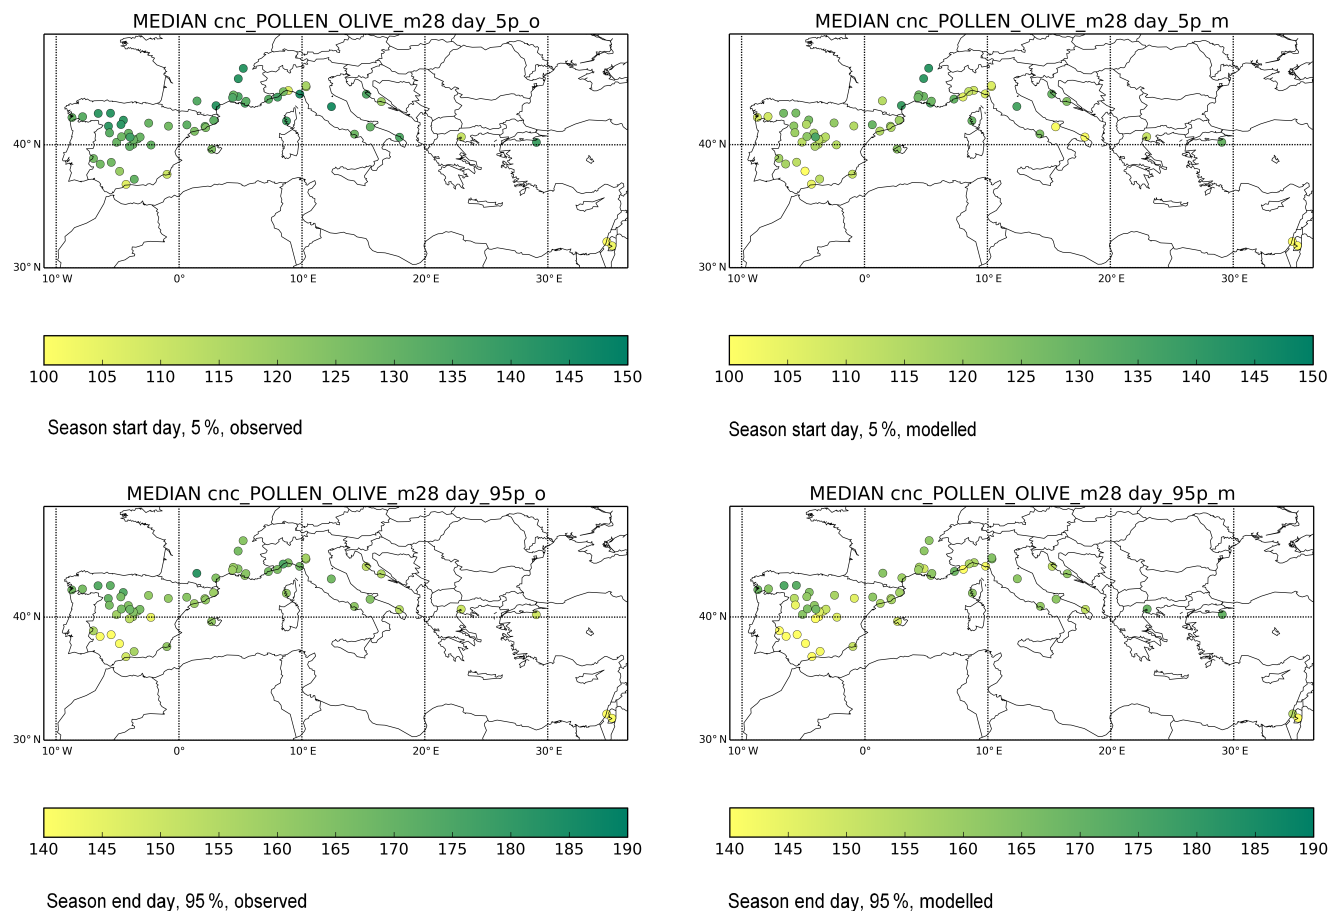 MEDIAN cnc_POLLEN_OLIVE_m28 day_5p_o
40°N
30°N
10°W 0° 10°E 20°E 30°E
100 105 110 115 120 125 130 135 140 145 150
Season start day, 5 %, observed
MEDIAN cnc_POLLEN_OLIVE_m28 day_5p_m
40°N
30°N
10°W 0° 10°E 20°E 30°E
100 105 110 115 120 125 130 135 140 145 150
Season start day, 5 %, modelled
MEDIAN cnc_POLLEN_OLIVE_m28 day_95p_o
40°N
30°N
10°W 0° 10°E 20°E 30°E
140 145 150 155 160 165 170 175 180 185 190
Season end day, 95 %, observed
MEDIAN cnc_POLLEN_OLIVE_m28 day_95p_m
40°N
30°N
10°W 0° 10°E 20°E 30°E
140 145 150 155 160 165 170 175 180 185 190
Season end day, 95 %, modelled